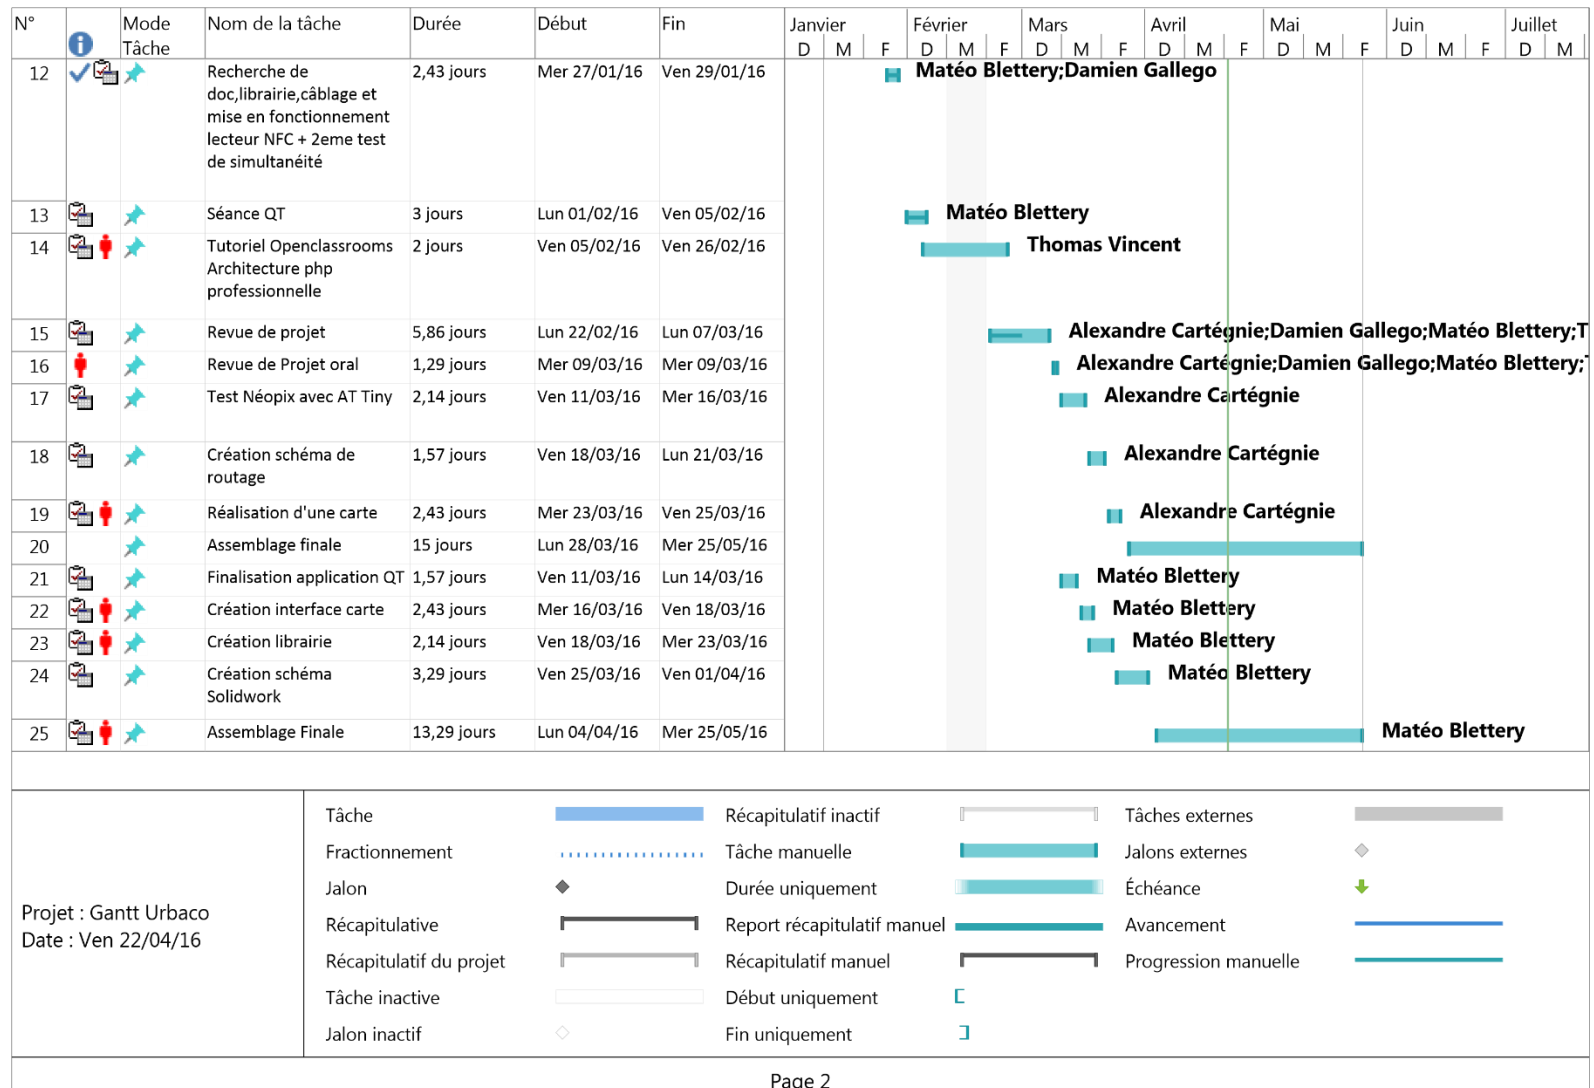 N° Mode Nom de la tâche Durée Début Fin Janvier Février Mars Avril Mai Juin Juillet
Tâche D M F D M F D M F D M F D M F D M F D M
12 Recherche de 2,43 jours Mer 27/01/16 Ven 29/01/16 Matéo Blettery;Damien Gallego
doc,librairie,câblage et
mise en fonctionnement
lecteur NFC + 2eme test
de simultanéité
13 Séance QT 3 jours Lun 01/02/16 Ven 05/02/16 Matéo Blettery
14 Tutoriel Openclassrooms 2 jours Ven 05/02/16 Ven 26/02/16 Thomas Vincent
Architecture php
professionnelle
15 Revue de projet 5,86 jours Lun 22/02/16 Lun 07/03/16 Alexandre Cartégnie;Damien Gallego;Matéo Blettery;T
16 Revue de Projet oral 1,29 jours Mer 09/03/16 Mer 09/03/16 Alexandre Cartégnie;Damien Gallego;Matéo Blettery;T
17 Test Néopix avec AT Tiny 2,14 jours Ven 11/03/16 Mer 16/03/16 Alexandre Cartégnie
18 Création schéma de 1,57 jours Ven 18/03/16 Lun 21/03/16 Alexandre Cartégnie
routage
19 Réalisation d'une carte 2,43 jours Mer 23/03/16 Ven 25/03/16 Alexandre Cartégnie
20 Assemblage finale 15 jours Lun 28/03/16 Mer 25/05/16
21 Finalisation application QT 1,57 jours Ven 11/03/16 Lun 14/03/16 Matéo Blettery
22 Création interface carte 2,43 jours Mer 16/03/16 Ven 18/03/16 Matéo Blettery
23 Création librairie 2,14 jours Ven 18/03/16 Mer 23/03/16 Matéo Blettery
24 Création schéma 3,29 jours Ven 25/03/16 Ven 01/04/16 Matéo Blettery
Solidwork
25 Assemblage Finale 13,29 jours Lun 04/04/16 Mer 25/05/16 Matéo Blettery
Projet : Gantt Urbaco
Date : Ven 22/04/16
Tâche Récapitulatif inactif Tâches externes
Fractionnement Tâche manuelle Jalons externes
Jalon Durée uniquement Échéance
Récapitulative Report récapitulatif manuel Avancement
Récapitulatif du projet Récapitulatif manuel Progression manuelle
Tâche inactive Début uniquement
Jalon inactif Fin uniquement
Page 2